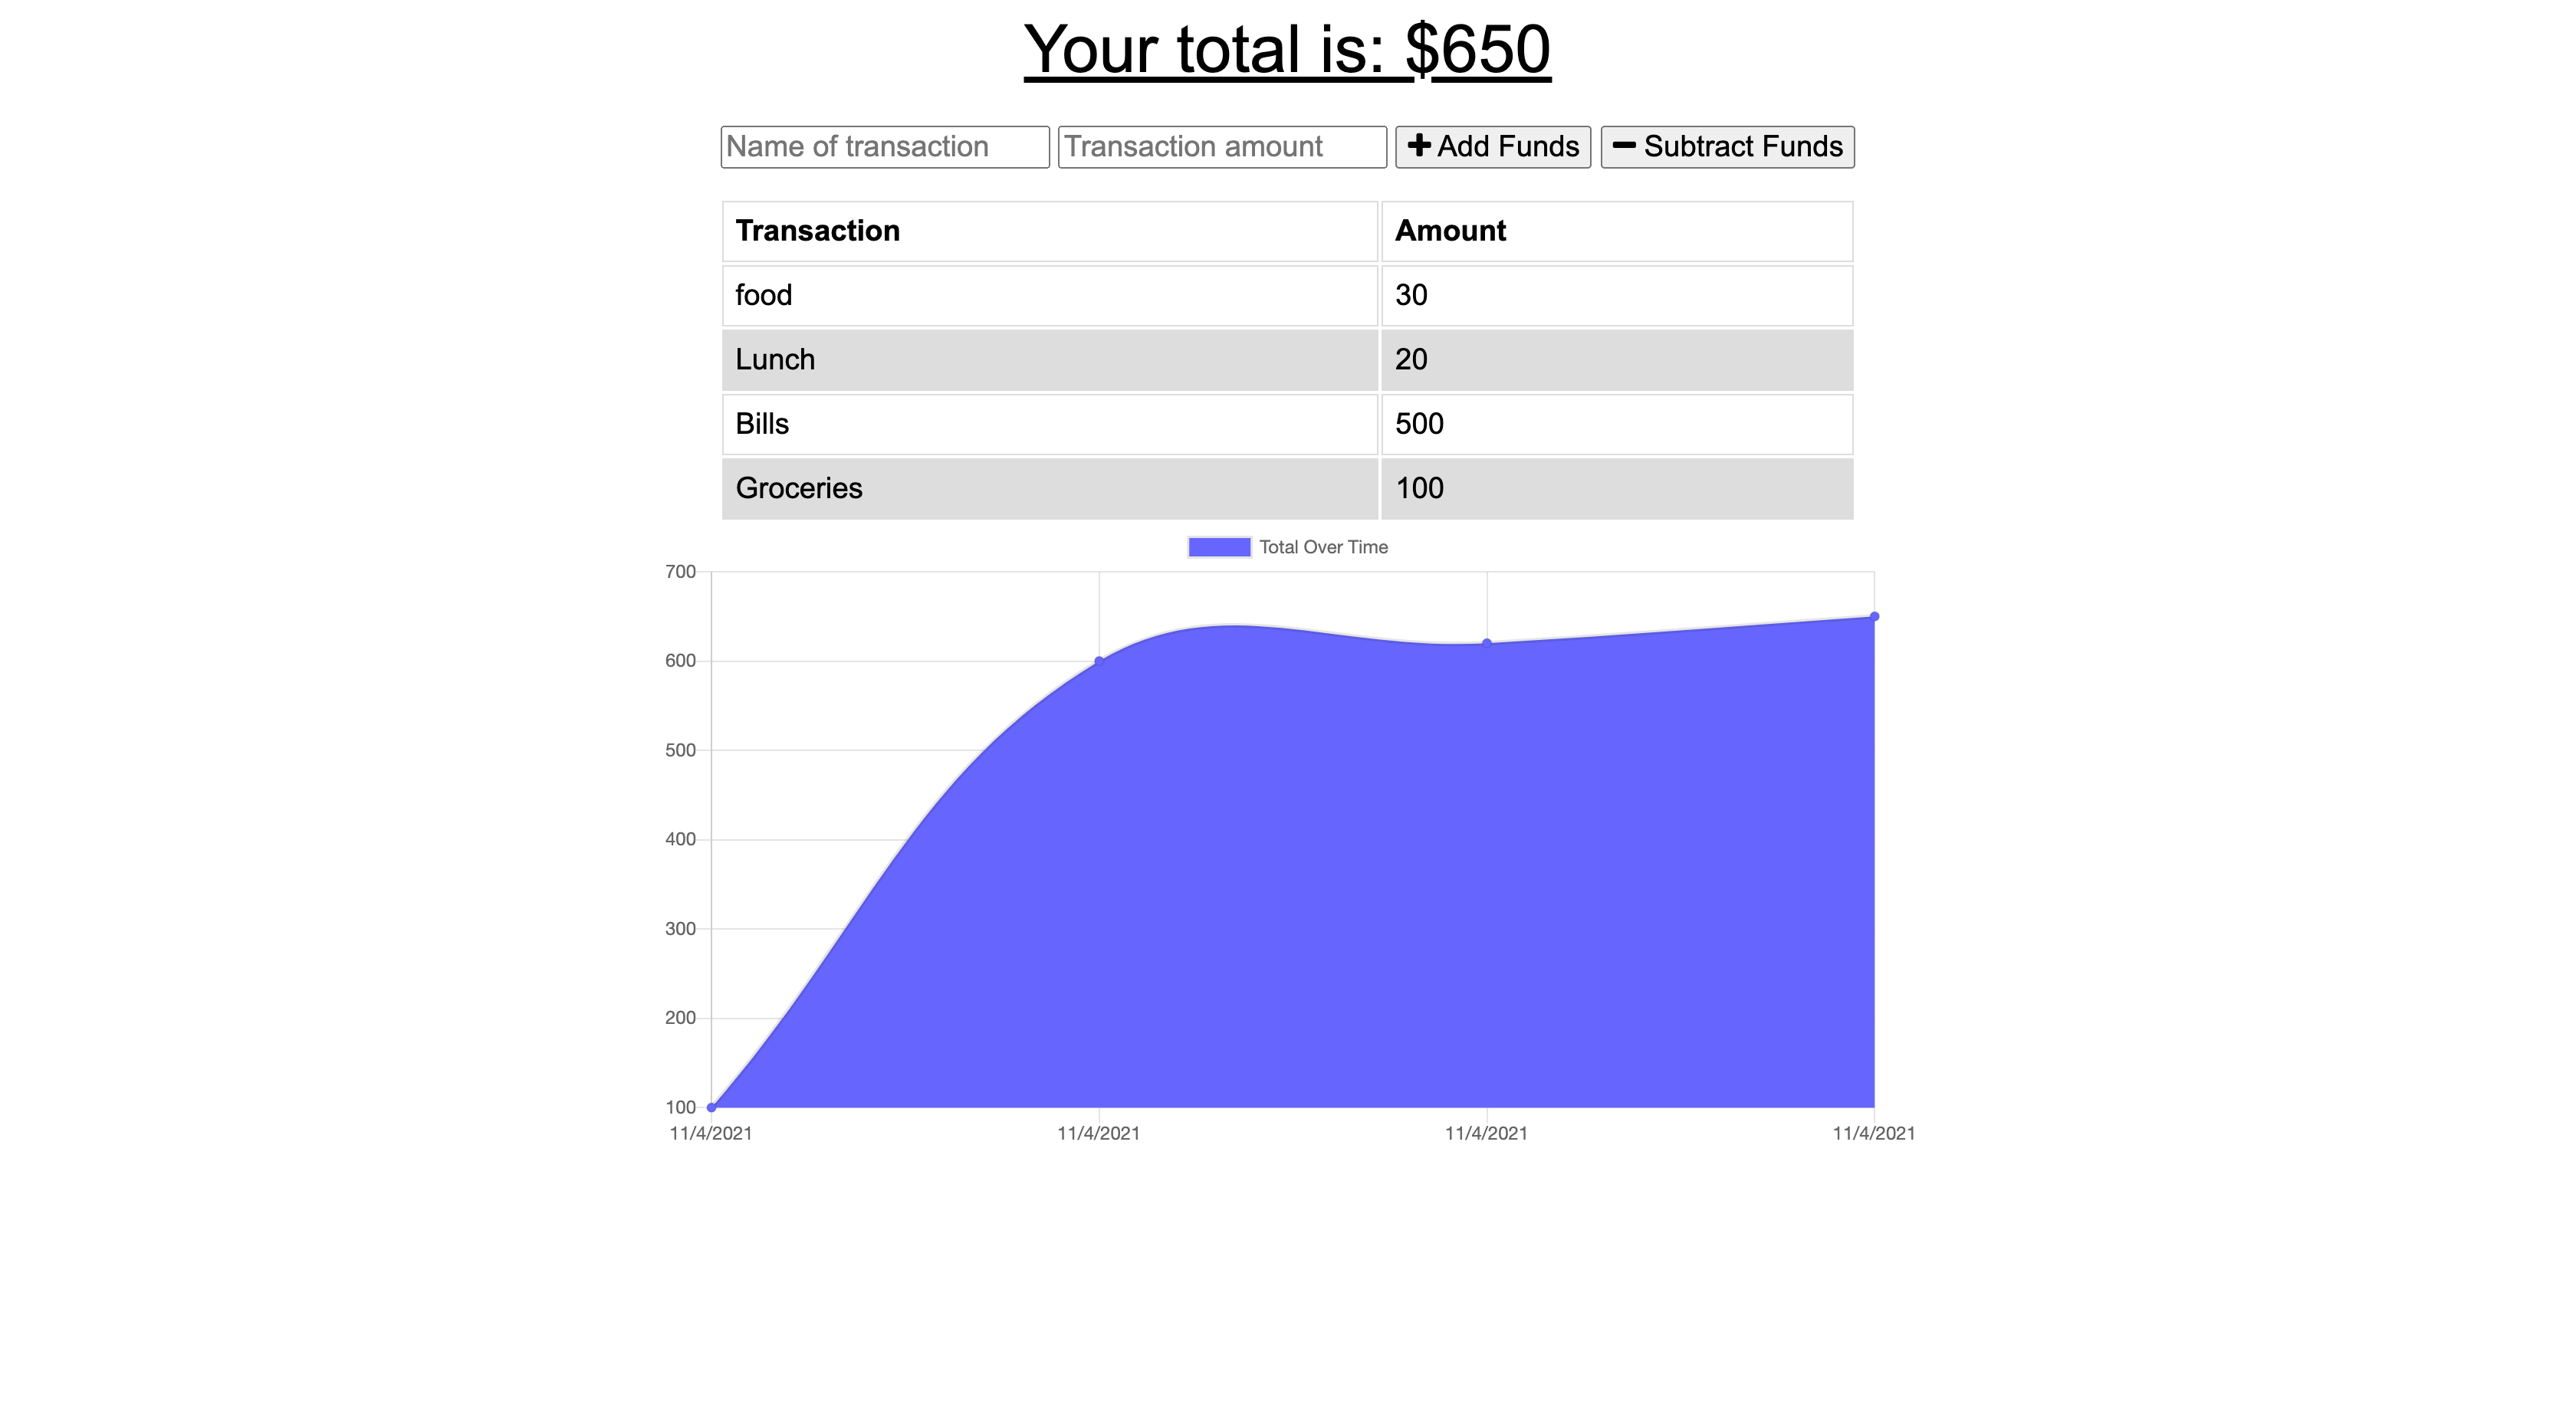 Your total is: $650
Name of transaction Transaction amount Add Funds Subtract Funds
Transaction Amount
food 30
Lunch 20
Bills 500
Groceries 100
Total Over Time
700
600
500
400
300
200
100
11/4/2021 11/4/2021 11/4/2021 11/4/2021